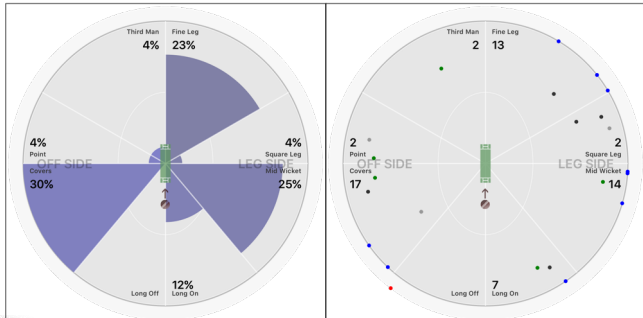 Third Man Fine Leg
4% 23%
4% 4%
Point Square Leg
OFF SIDE LEG SIDE
Covers Mid Wicket
30% 25%
12%
Long Off Long On
Third Man Fine Leg
2 13
2 2
Point Square Leg
OFF SIDE LEG SIDE
Covers Mid Wicket
17 14
7
Long Off Long On